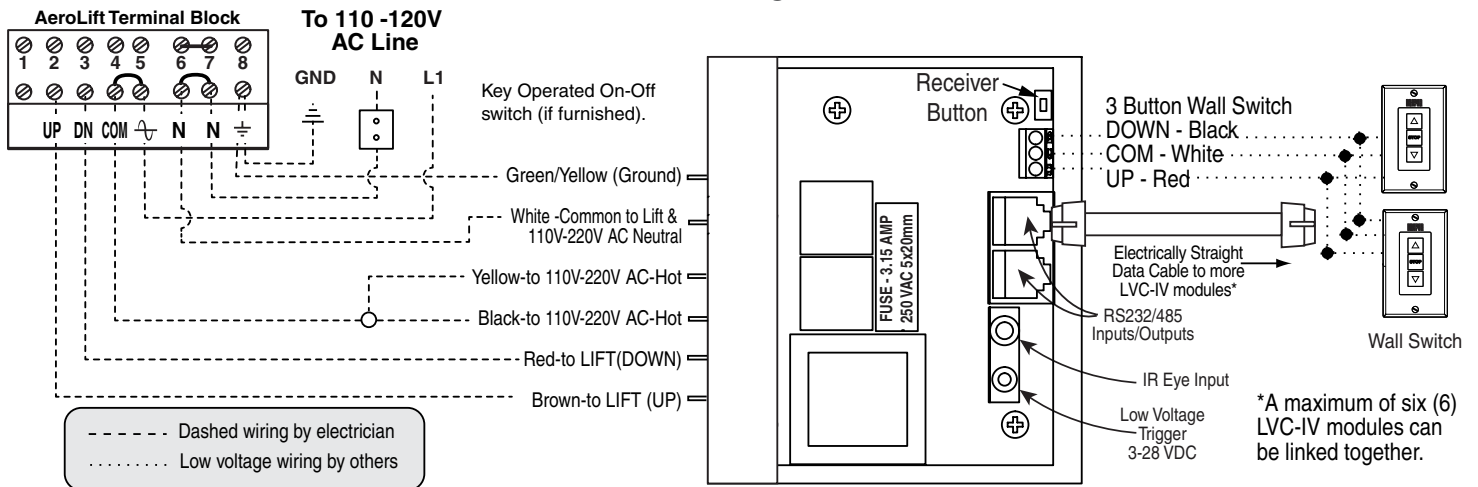 AeroLift Terminal Block
1 2 3 4 5 6 7 8
UP DN COM N N
To 110 -120V
AC Line
GND N L1
Key Operated On-Off
switch (if furnished).
Green/Yellow (Ground)
White -Common to Lift &
110V-220V AC Neutral
Yellow-to 110V-220V AC-Hot
Black-to 110V-220V AC-Hot
Red-to LIFT(DOWN)
Brown-to LIFT (UP)
Dashed wiring by electrician
Low voltage wiring by others
FUSE - 3.15 AMP
250 VAC 5x20mm
Receiver
Button
3 Button Wall Switch
DOWN - Black
COM - White
UP - Red
Electrically Straight
Data Cable to more
LVC-IV modules*
RS232/485
Inputs/Outputs
IR Eye Input
Low Voltage
Trigger
3-28 VDC
STOP
STOP
Wall Switch
*A maximum of six (6)
LVC-IV modules can
be linked together.